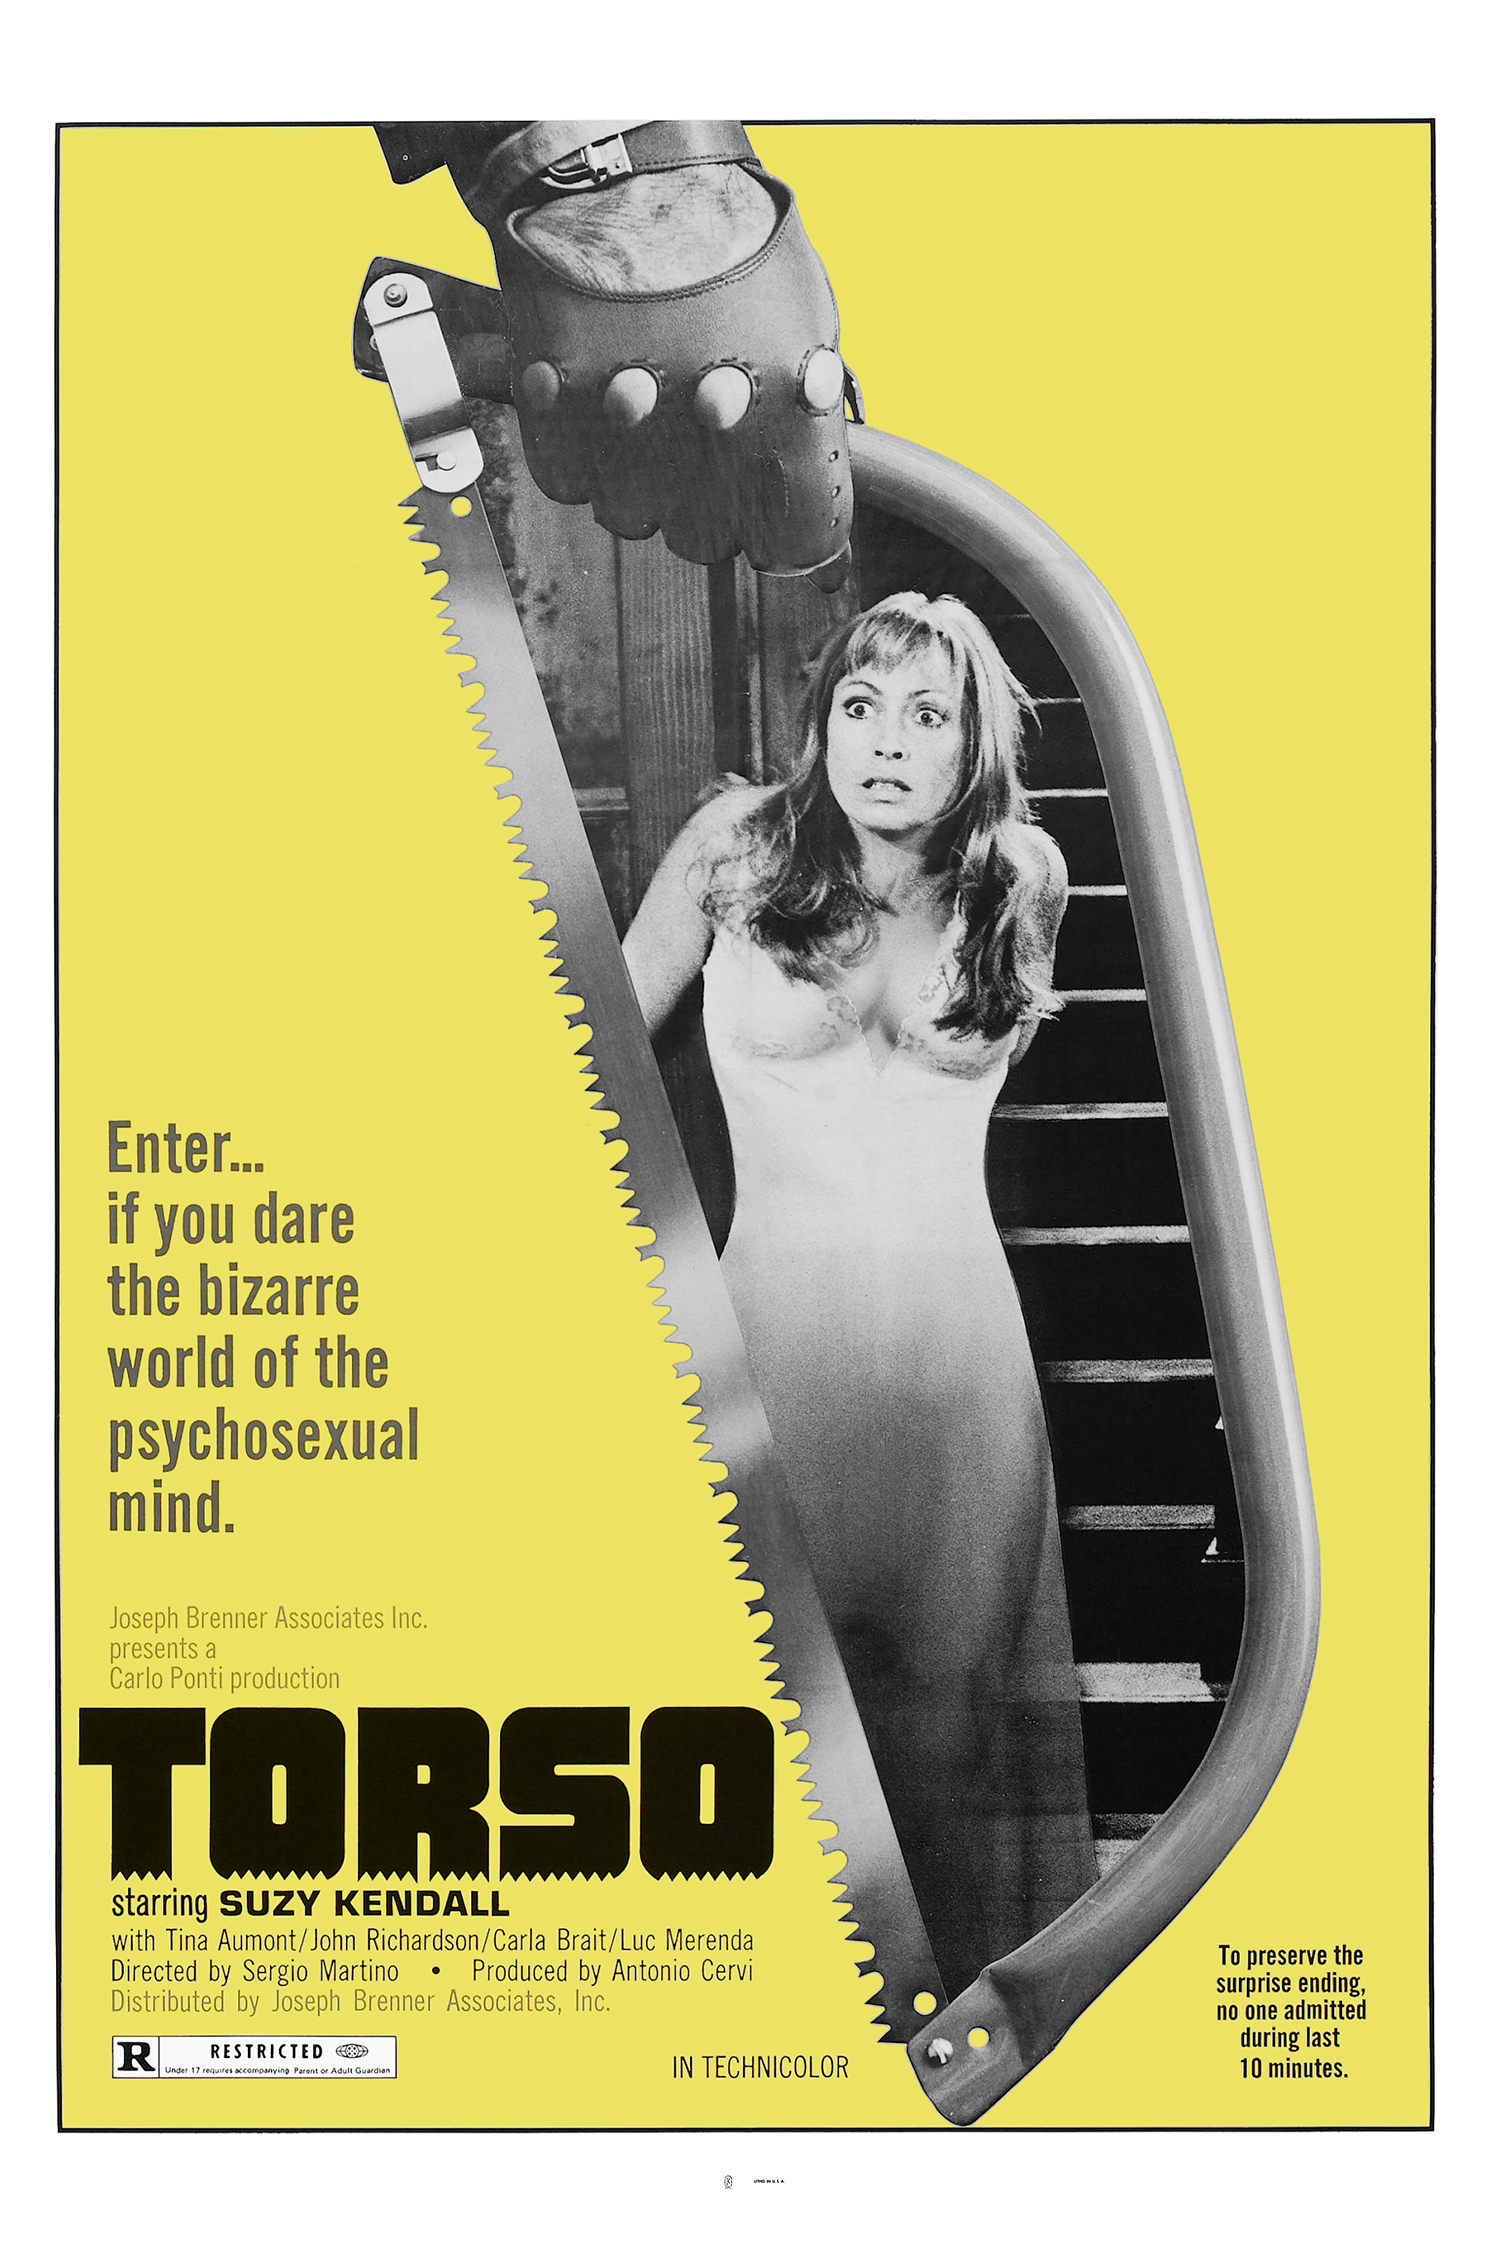 Enter...
if you dare
the bizarre
world of the
psychosexual
mind.
Joseph Brenner Associates Inc.
presents a
Carlo Ponti production
TORSO
starring SUZY KENDALL
with Tina Aumont/John Richardson/Carla Brait/Luc Merenda
Directed by Sergio Martino • Produced by Antonio Cervi
Distributed by Joseph Brenner Associates, Inc.
R RESTRICTED
Under 17 requires accompanying Parent or Adult Guardian
IN TECHNICOLOR
To preserve the
surprise ending,
no one admitted
during last
10 minutes.
LITHO IN U.S.A.